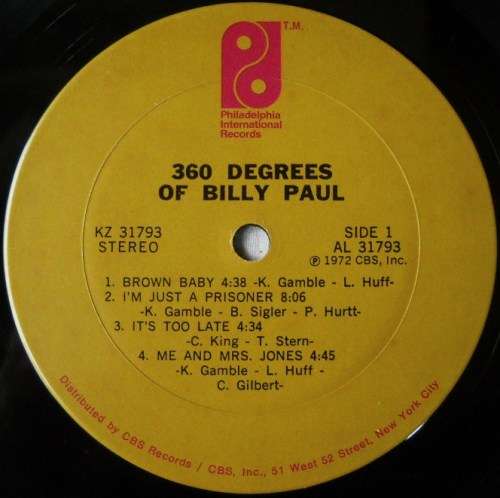 T.M.
Philadelphia
International
Records
360 DEGREES
OF BILLY PAUL
KZ 31793
STEREO
SIDE 1
AL 31793
℗ 1972 CBS, Inc.
1. BROWN BABY 4:38 -K. Gamble - L. Huff-
2. I'M JUST A PRISONER 8:06
-K. Gamble - B. Sigler - P. Hurtt-
3. IT'S TOO LATE 4:34
-C. King - T. Stern-
4. ME AND MRS. JONES 4:45
-K. Gamble - L. Huff -
C. Gilbert-
Distributed by CBS Records / CBS, Inc., 51 West 52 Street, New York City